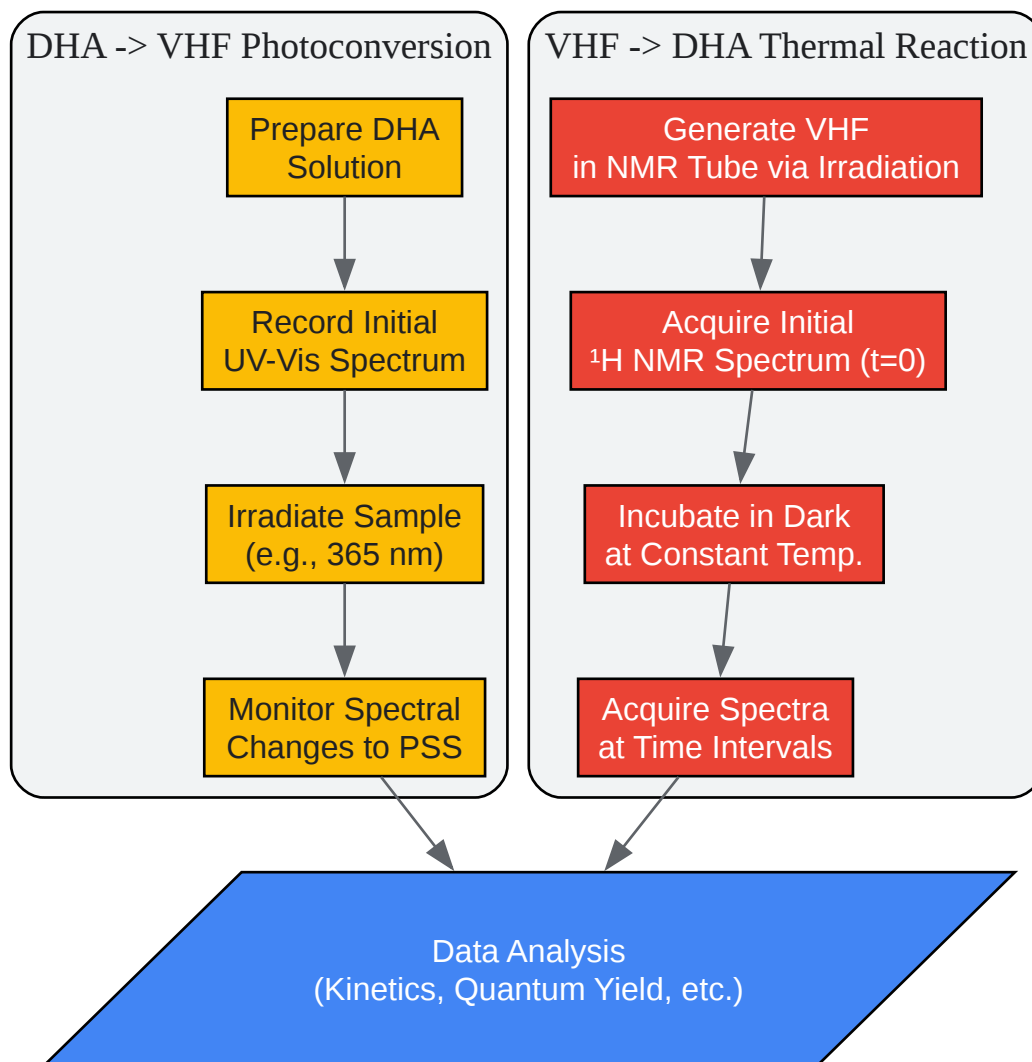 DHA -> VHF Photoconversion
Prepare DHA
Solution
Record Initial
UV-Vis Spectrum
Irradiate Sample
(e.g., 365 nm)
Monitor Spectral
Changes to PSS
VHF -> DHA Thermal Reaction
Generate VHF
in NMR Tube via Irradiation
Acquire Initial
¹H NMR Spectrum (t=0)
Incubate in Dark
at Constant Temp.
Acquire Spectra
at Time Intervals
Data Analysis
(Kinetics, Quantum Yield, etc.)